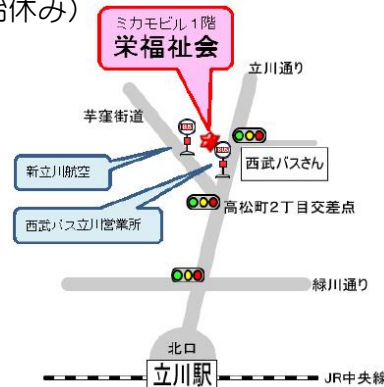 始休み）
ミカモビル1階
栄福祉会
立川通り
芋窪街道
西武バスさん
新立川航空
西武バス立川営業所
高松町2丁目交差点
緑川通り
北口
立川駅
JR中央線